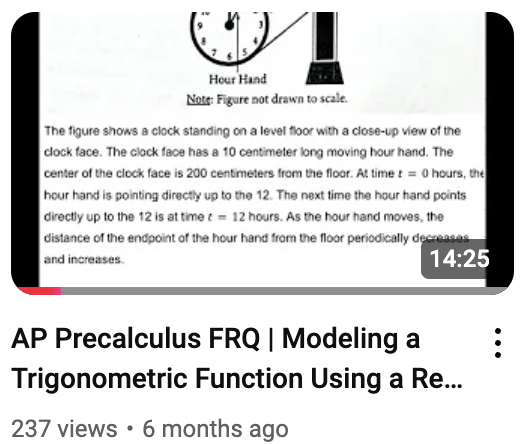 9 3
8 4
7 6 5
Hour Hand
Note: Figure not drawn to scale.
The figure shows a clock standing on a level floor with a close-up view of the
clock face. The clock face has a 10 centimeter long moving hour hand. The
center of the clock face is 200 centimeters from the floor. At time t = 0 hours, the
hour hand is pointing directly up to the 12. The next time the hour hand points
directly up to the 12 is at time t = 12 hours. As the hour hand moves, the
distance of the endpoint of the hour hand from the floor periodically decreases
and increases.
14:25
AP Precalculus FRQ | Modeling a
Trigonometric Function Using a Re...
237 views • 6 months ago